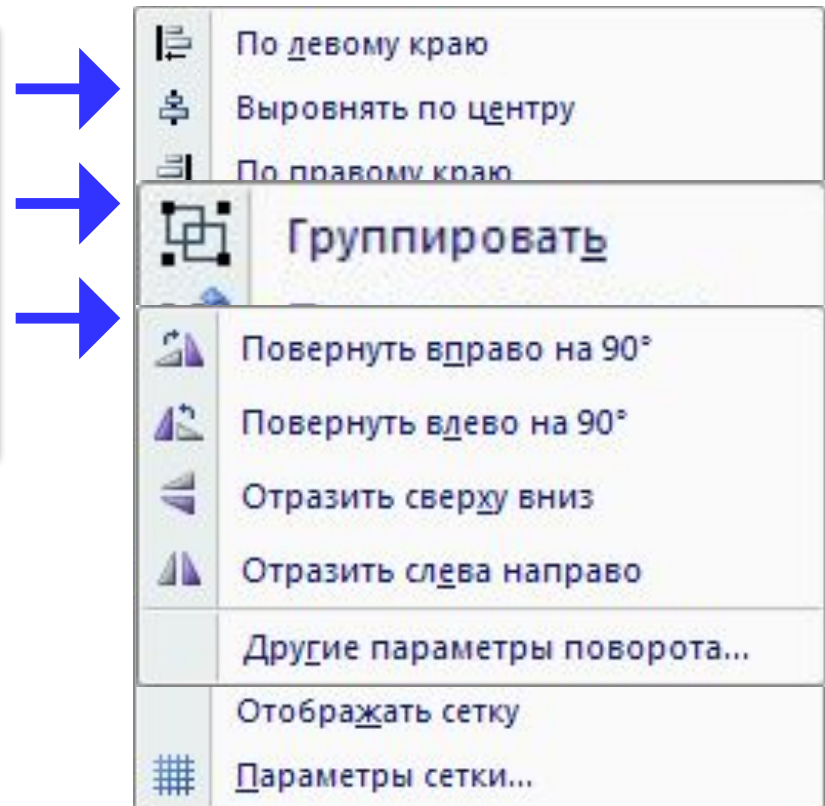 По левому краю
Выровнять по центру
По правому краю
Группировать
Повернуть вправо на 90°
Повернуть влево на 90°
Отразить сверху вниз
Отразить слева направо
Другие параметры поворота...
Отображать сетку
Параметры сетки...